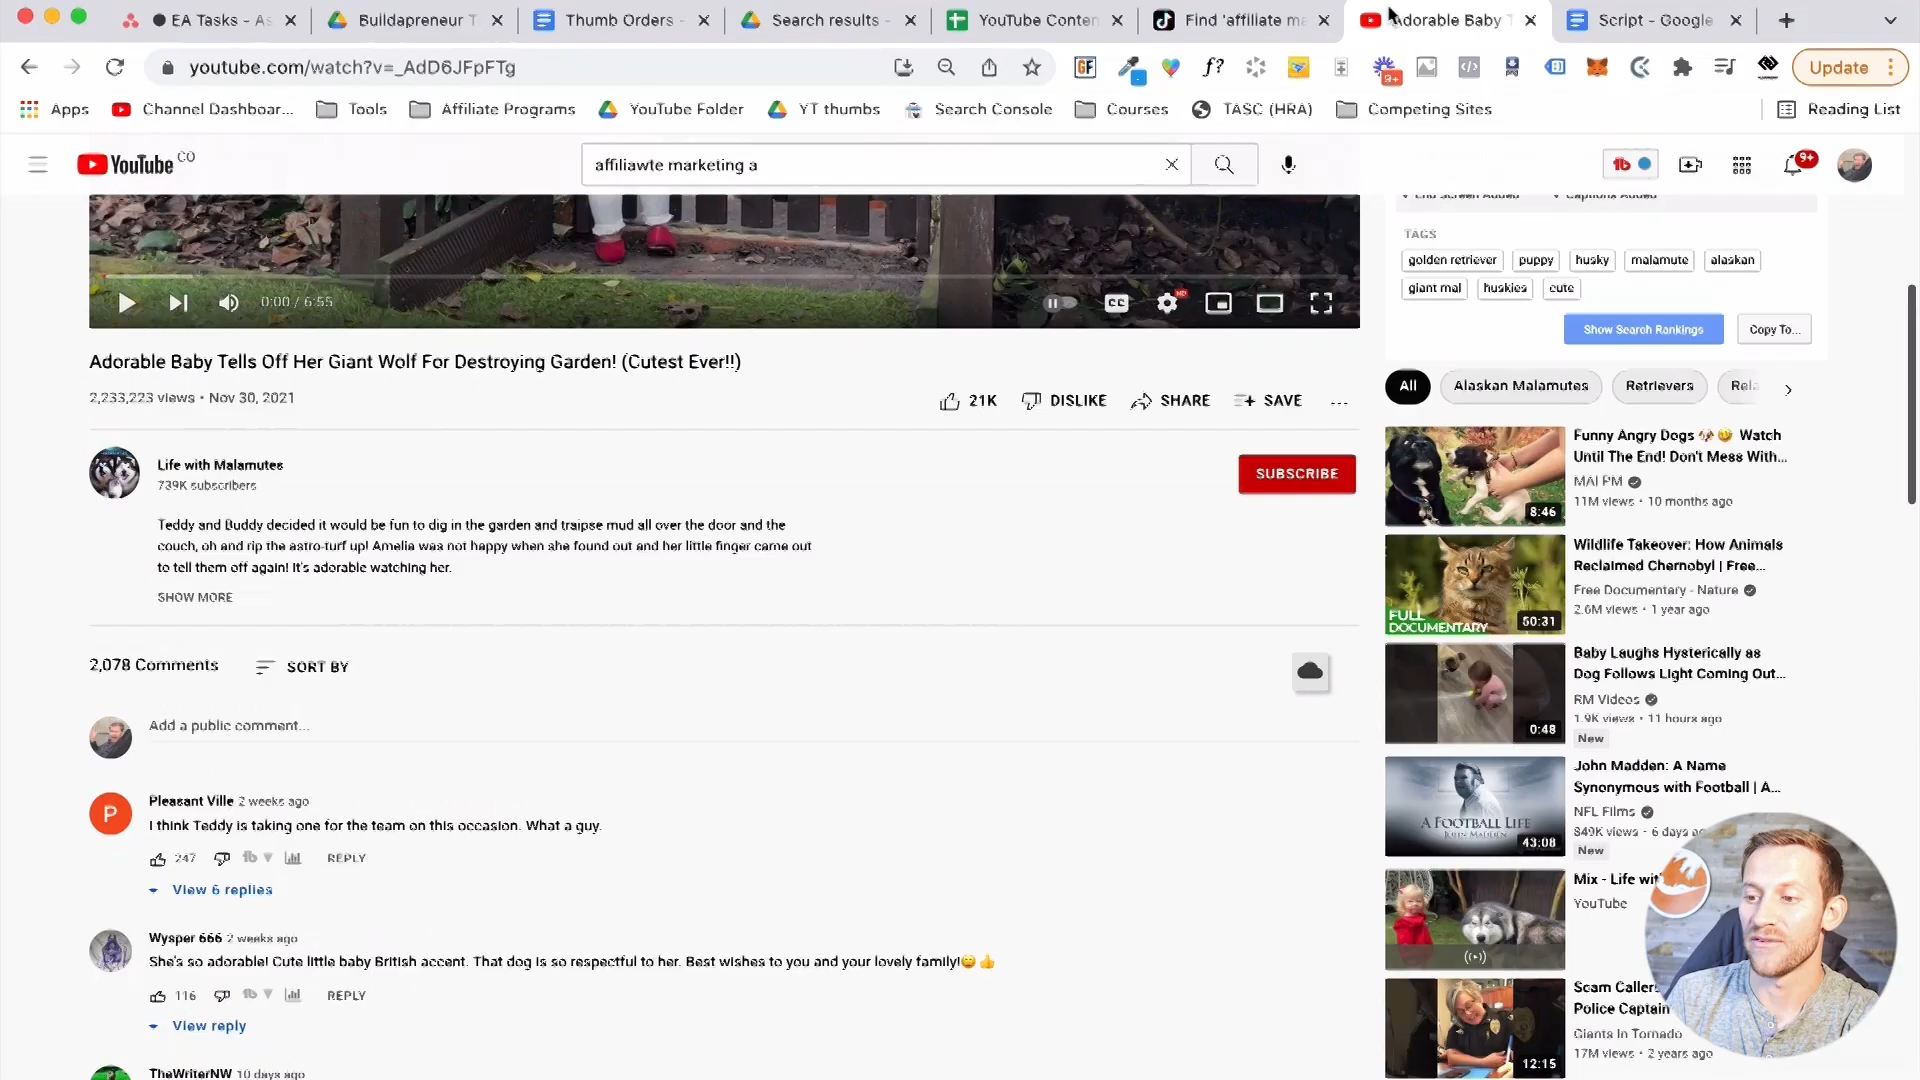 EA Tasks - As
Buildapreneur T
Thumb Orders -
Search results -
YouTube Conten
Find 'affiliate ma
Adorable Baby T
Script - Google
youtube.com/watch?v=_AdD6JFpFTg
Update
Apps
Channel Dashboar...
Tools
Affiliate Programs
YouTube Folder
YT thumbs
Search Console
Courses
TASC (HRA)
Competing Sites
Reading List
YouTube CO
affiliawte marketing a
9+
End Screen Added
Captions Added
TAGS
golden retriever
puppy
husky
malamute
alaskan
giant mal
huskies
cute
Show Search Rankings
Copy To...
0:00 / 6:55
CC
HD
Adorable Baby Tells Off Her Giant Wolf For Destroying Garden! (Cutest Ever!!)
2,233,223 views • Nov 30, 2021
21K
DISLIKE
SHARE
SAVE
Life with Malamutes
739K subscribers
SUBSCRIBE
Teddy and Buddy decided it would be fun to dig in the garden and traipse mud all over the door and the
couch, oh and rip the astro-turf up! Amelia was not happy when she found out and her little finger came out
to tell them off again! It's adorable watching her.
SHOW MORE
2,078 Comments
SORT BY
Add a public comment...
Pleasant Ville 2 weeks ago
I think Teddy is taking one for the team on this occasion. What a guy.
247
REPLY
View 6 replies
Wysper 666 2 weeks ago
She's so adorable! Cute little baby British accent. That dog is so respectful to her. Best wishes to you and your lovely family!😋👍
116
REPLY
View reply
TheWriterNW 10 days ago
All
Alaskan Malamutes
Retrievers
Rela
Funny Angry Dogs 🐶🤣 Watch
Until The End! Don't Mess With...
MAI PM
11M views • 10 months ago
8:46
Wildlife Takeover: How Animals
Reclaimed Chernobyl | Free...
Free Documentary - Nature
2.6M views • 1 year ago
FULL
DOCUMENTARY
50:31
Baby Laughs Hysterically as
Dog Follows Light Coming Out...
RM Videos
1.9K views • 11 hours ago
New
0:48
John Madden: A Name
Synonymous with Football | A...
NFL Films
849K views • 6 days ag
New
A FOOTBALL LIFE
JOHN MADDEN
43:08
Mix - Life wit
YouTube
Scam Callers
Police Captain
Giants In Tornado
17M views • 2 years ago
12:15